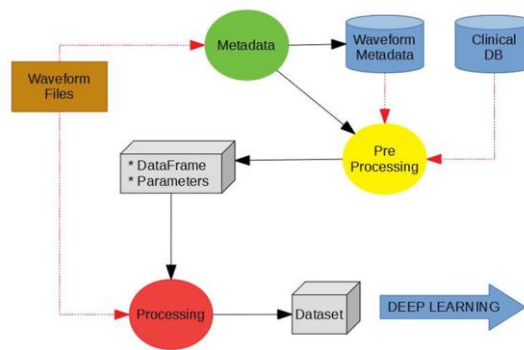 Metadata
Waveform
Metadata
Clinical
DB
Waveform
Files
Pre
Processing
* DataFrame
* Parameters
Processing
Dataset
DEEP LEARNING